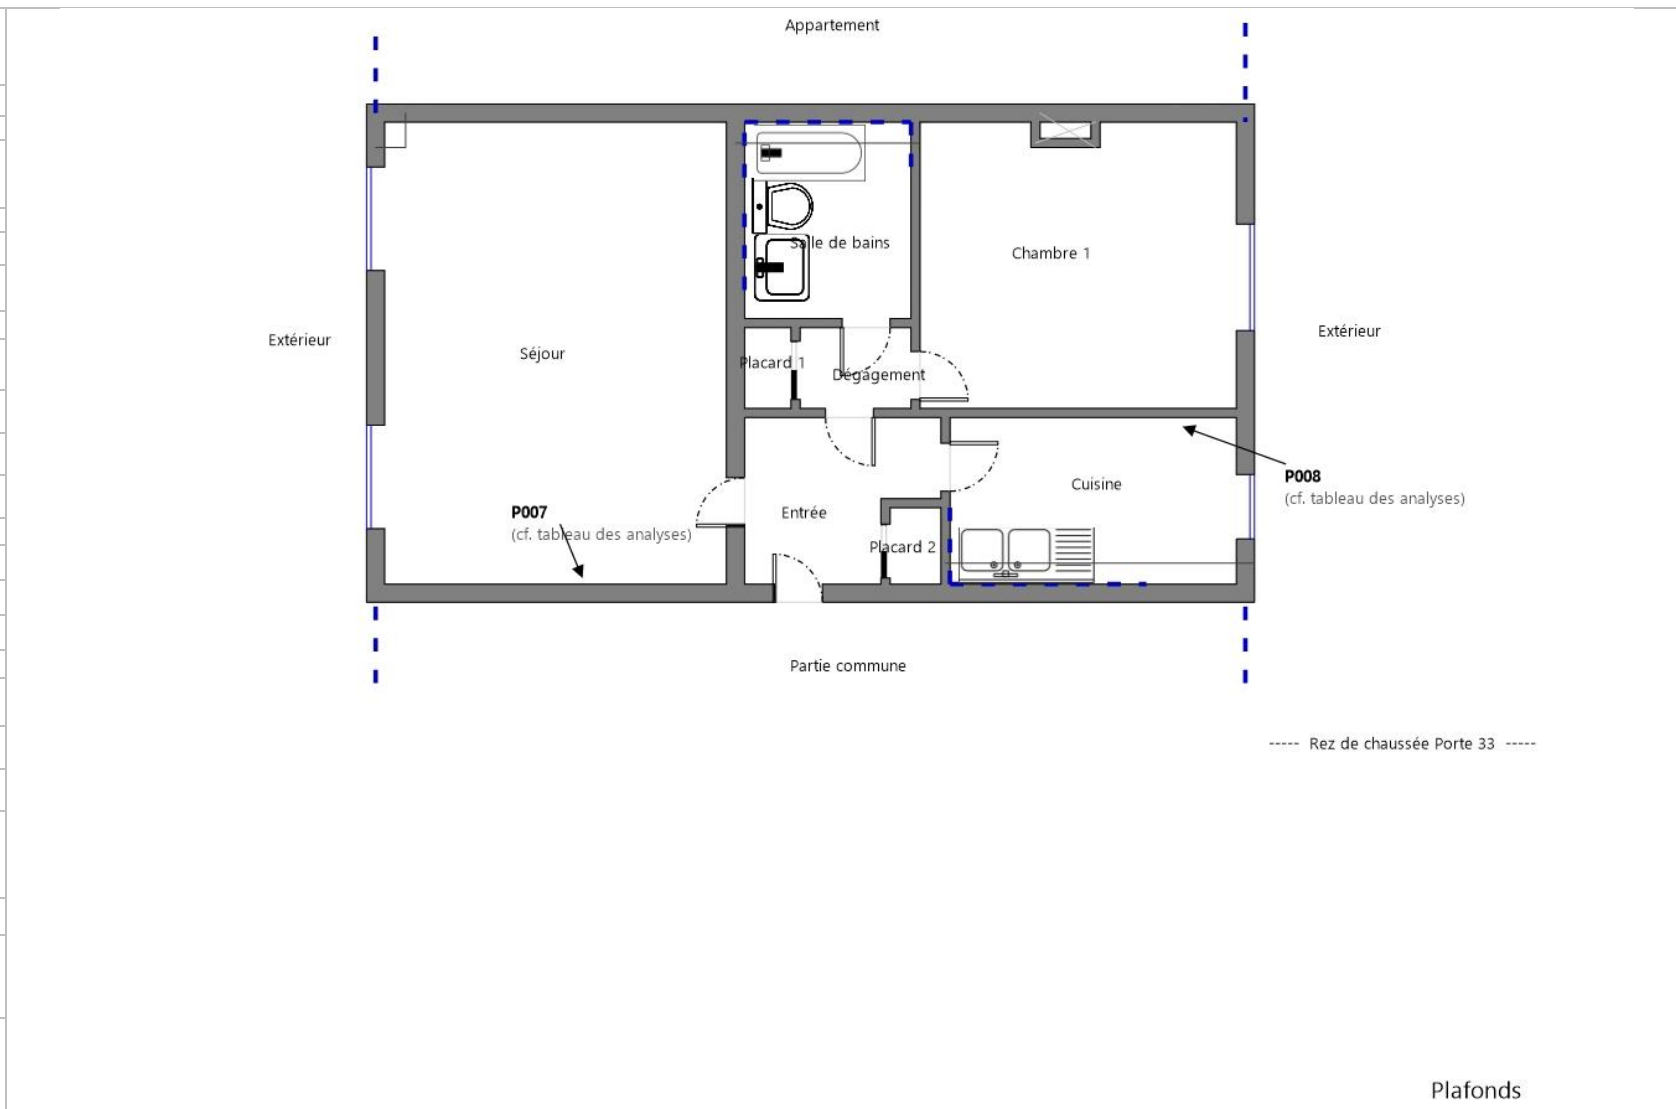 Appartement
Salle de bains
Chambre 1
Extérieur
Extérieur
Séjour
Placard 1
Dégagement
P008
(cf. tableau des analyses)
Cuisine
P007
(cf. tableau des analyses)
Entrée
Placard 2
Partie commune
----- Rez de chaussée Porte 33 -----
Plafonds